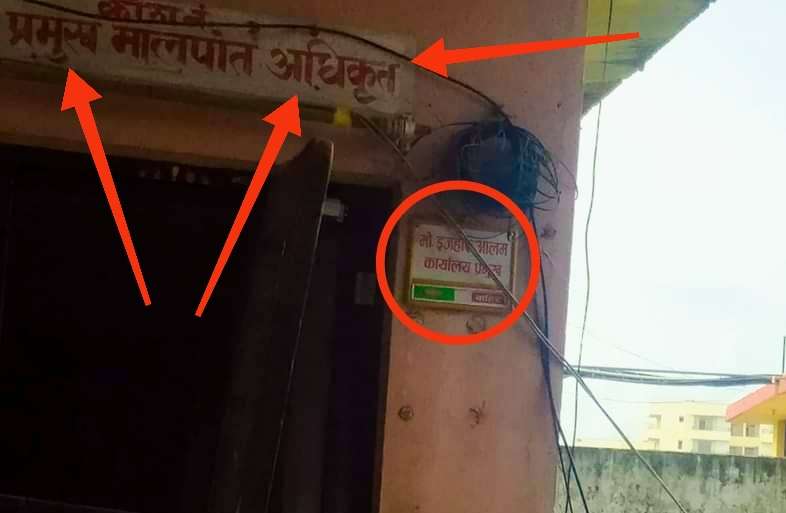 प्रमुख मालपोत अधिकृत
मो. इजहार आलम
कार्यालय प्रमुख
बाहिर